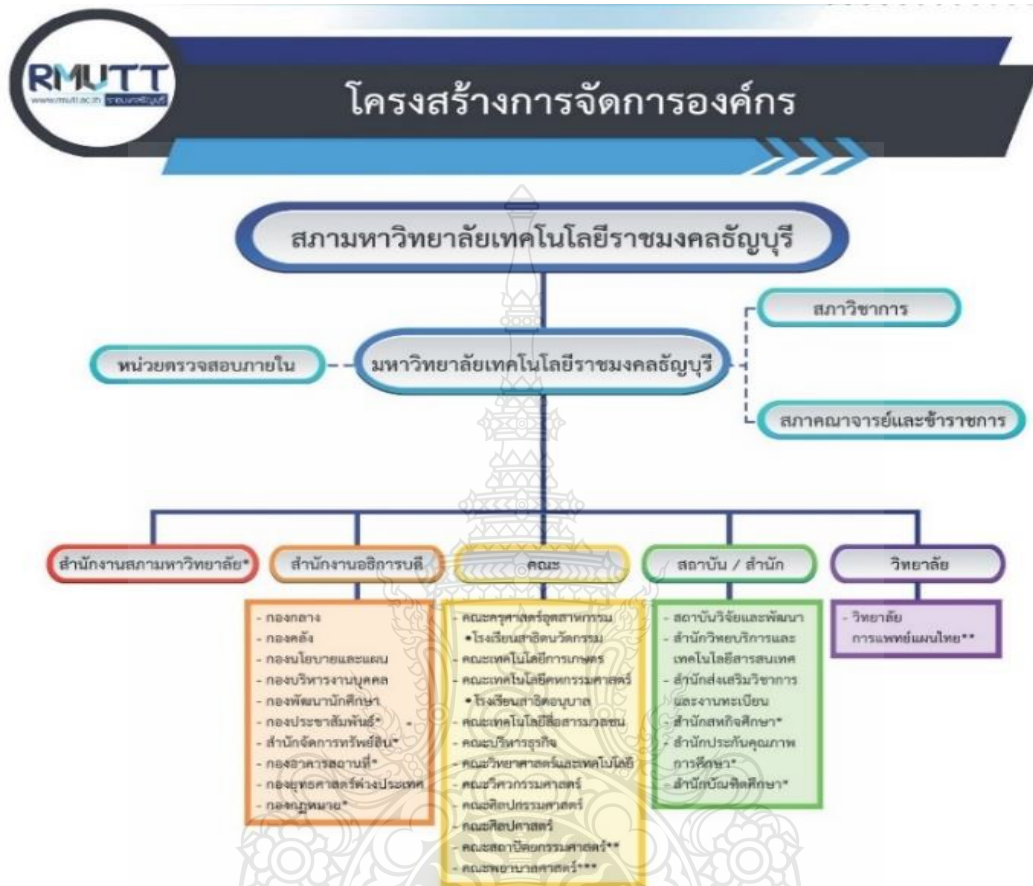 RMUTT
www.rmutt.ac.th ราชมงคลธัญบุรี
โครงสร้างการจัดการองค์กร
สภามหาวิทยาลัยเทคโนโลยีราชมงคลธัญบุรี
สภาวิชาการ
หน่วยตรวจสอบภายใน
มหาวิทยาลัยเทคโนโลยีราชมงคลธัญบุรี
สภาคณาจารย์และข้าราชการ
สำนักงานสภามหาวิทยาลัย*
สำนักงานอธิการบดี
- กองกลาง
- กองคลัง
- กองนโยบายและแผน
- กองบริหารงานบุคคล
- กองพัฒนานักศึกษา
- กองประชาสัมพันธ์*
- สำนักจัดการทรัพย์สิน*
- กองอาคารสถานที่*
- กองยุทธศาสตร์ต่างประเทศ
- กองกฎหมาย*
คณะ
- คณะครุศาสตร์อุตสาหกรรม
•โรงเรียนสาธิตนวัตกรรม
- คณะเทคโนโลยีการเกษตร
- คณะเทคโนโลยีคหกรรมศาสตร์
•โรงเรียนสาธิตอนุบาล
- คณะเทคโนโลยีสื่อสารมวลชน
- คณะบริหารธุรกิจ
- คณะวิทยาศาสตร์และเทคโนโลยี
- คณะวิศวกรรมศาสตร์
- คณะศิลปกรรมศาสตร์
- คณะศิลปศาสตร์
- คณะสถาปัตยกรรมศาสตร์**
- คณะพยาบาลศาสตร์***
สถาบัน / สำนัก
- สถาบันวิจัยและพัฒนา
- สำนักวิทยบริการและ
เทคโนโลยีสารสนเทศ
- สำนักส่งเสริมวิชาการ
และงานทะเบียน
- สำนักสหกิจศึกษา*
- สำนักประกันคุณภาพ
การศึกษา*
- สำนักบัณฑิตศึกษา*
วิทยาลัย
- วิทยาลัย
การแพทย์แผนไทย**